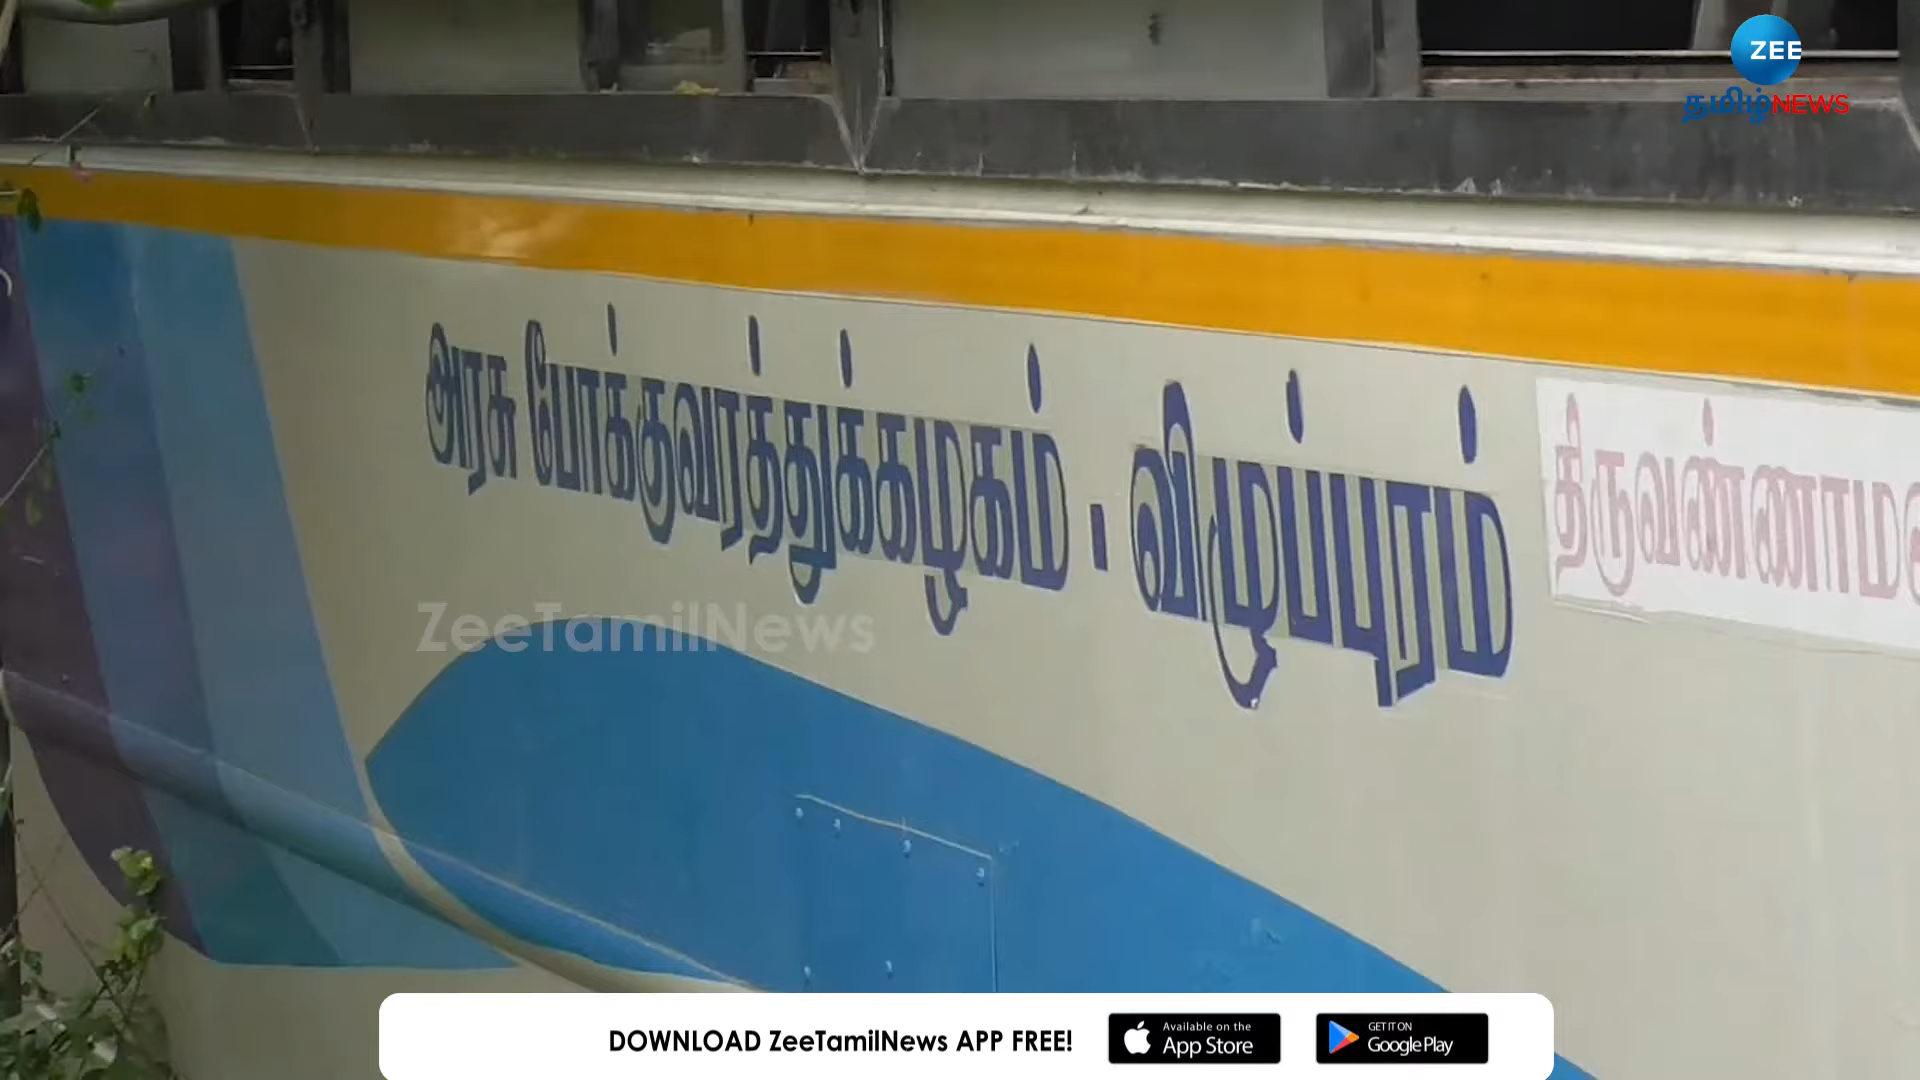 ZEE
தமிழ் NEWS
அரசு போக்குவரத்துக்கழகம் - விழுப்புரம்
ZeeTamilNews
DOWNLOAD ZeeTamilNews APP FREE!
Available on the
App Store
GET IT ON
Google Play